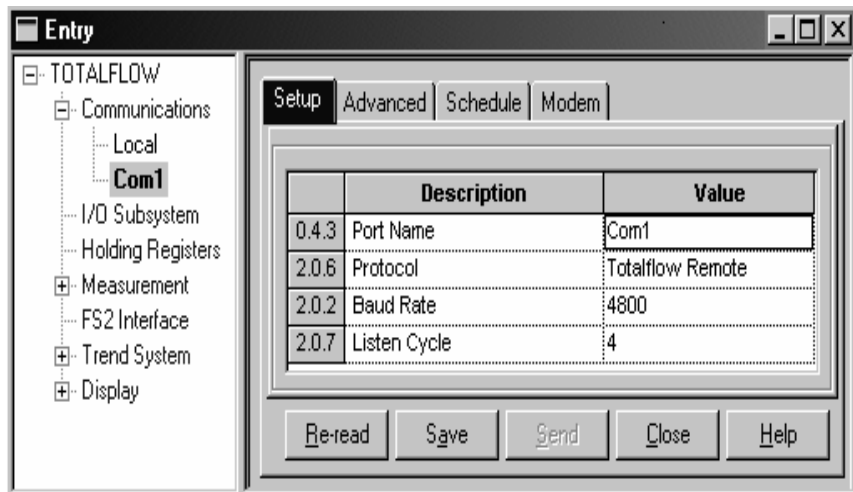 Entry
TOTALFLOW
Communications
Local
Com1
I/O Subsystem
Holding Registers
Measurement
FS2 Interface
Trend System
Display
Setup Advanced Schedule Modem
Description Value
0.4.3 Port Name Com1
2.0.6 Protocol Totalflow Remote
2.0.2 Baud Rate 4800
2.0.7 Listen Cycle 4
Re-read Save Send Close Help